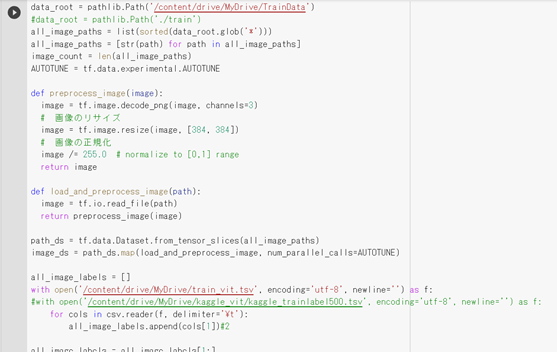 data_root = pathlib.Path('/content/drive/MyDrive/TrainData')
#data_root = pathlib.Path('./train')
all_image_paths = list(sorted(data_root.glob('*')))
all_image_paths = [str(path) for path in all_image_paths]
image_count = len(all_image_paths)
AUTOTUNE = tf.data.experimental.AUTOTUNE
def preprocess_image(image):
image = tf.image.decode_png(image, channels=3)
# 画像のリサイズ
image = tf.image.resize(image, [384, 384])
# 画像の正規化
image /= 255.0 # normalize to [0,1] range
return image
def load_and_preprocess_image(path):
image = tf.io.read_file(path)
return preprocess_image(image)
path_ds = tf.data.Dataset.from_tensor_slices(all_image_paths)
image_ds = path_ds.map(load_and_preprocess_image, num_parallel_calls=AUTOTUNE)
all_image_labels = []
with open('/content/drive/MyDrive/train_vit.tsv', encoding='utf-8', newline='') as f:
#with open('/content/drive/MyDrive/kaggle_vit/kaggle_trainlabel500.tsv', encoding='utf-8', newline='') as f:
for cols in csv.reader(f, delimiter='¥t'):
all_image_labels.append(cols[1])#2
all_image_labels = all_image_labels[1:]